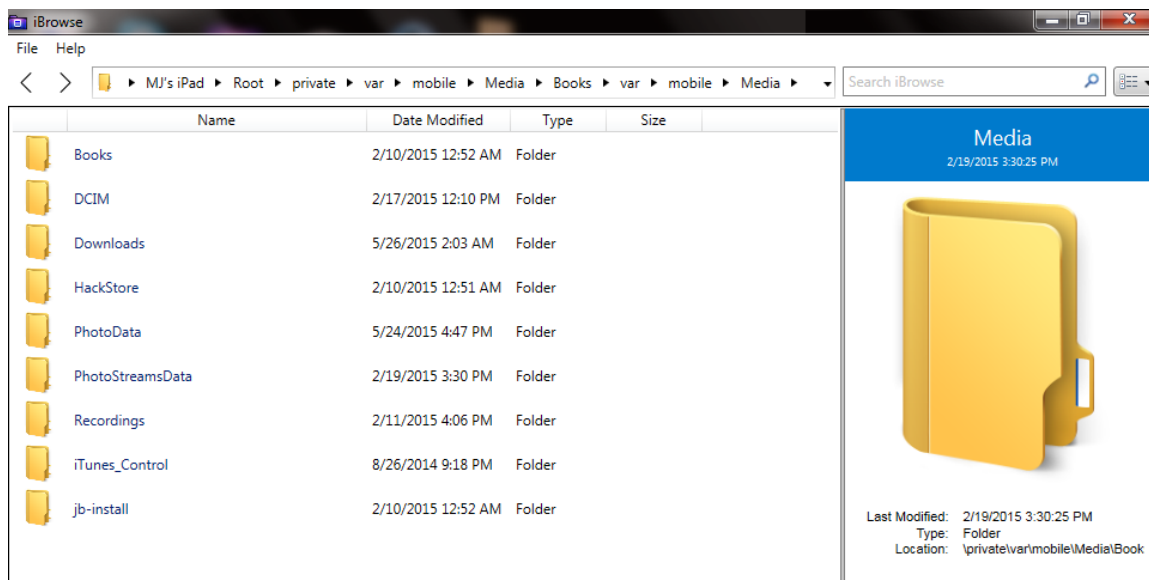 iBrowse
File Help
MJ's iPad Root private var mobile Media Books var mobile Media
Search iBrowse
Name Date Modified Type Size
Books 2/10/2015 12:52 AM Folder
DCIM 2/17/2015 12:10 PM Folder
Downloads 5/26/2015 2:03 AM Folder
HackStore 2/10/2015 12:51 AM Folder
PhotoData 5/24/2015 4:47 PM Folder
PhotoStreamsData 2/19/2015 3:30 PM Folder
Recordings 2/11/2015 4:06 PM Folder
iTunes_Control 8/26/2014 9:18 PM Folder
jb-install 2/10/2015 12:52 AM Folder
Media
2/19/2015 3:30:25 PM
Last Modified: 2/19/2015 3:30:25 PM
Type: Folder
Location: \private\var\mobile\Media\Book